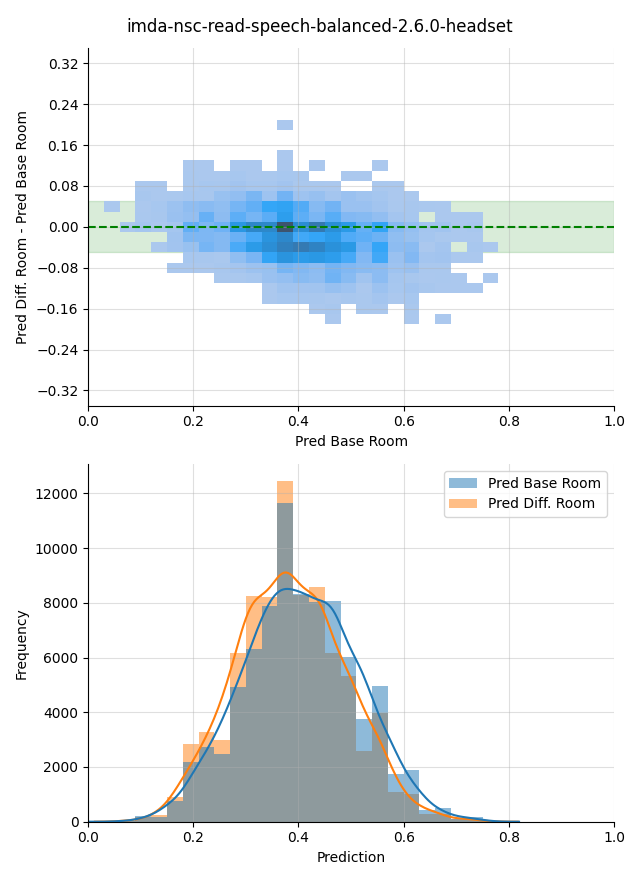 imda-nsc-read-speech-balanced-2.6.0-headset
0.32
0.24
0.16
0.08
0.00
−0.08
−0.16
−0.24
−0.32
Pred Diff. Room - Pred Base Room
0.0 0.2 0.4 0.6 0.8 1.0
Pred Base Room
Pred Base Room
Pred Diff. Room
12000
10000
8000
6000
4000
2000
0
Frequency
0.0 0.2 0.4 0.6 0.8 1.0
Prediction